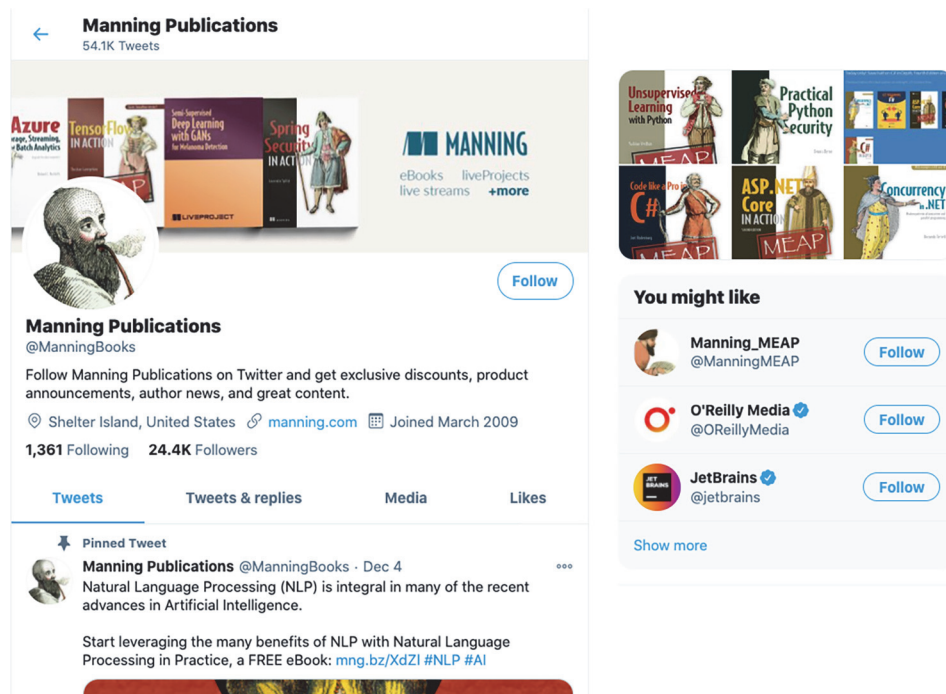 Manning Publications
54.1K Tweets
Azure
Streaming,
Batch Analytics
TensorFlow
IN ACTION
Semi-Supervised
Deep Learning
with GANs
for Melanoma Detection
LIVEPROJECT
Spring
Security
IN ACTION
MANNING
eBooks liveProjects
live streams +more
Follow
Manning Publications
@ManningBooks
Follow Manning Publications on Twitter and get exclusive discounts, product
announcements, author news, and great content.
Shelter Island, United States manning.com Joined March 2009
1,361 Following 24.4K Followers
Tweets Tweets & replies Media Likes
Pinned Tweet
Manning Publications @ManningBooks · Dec 4
Natural Language Processing (NLP) is integral in many of the recent
advances in Artificial Intelligence.
Start leveraging the many benefits of NLP with Natural Language
Processing in Practice, a FREE eBook: mng.bz/XdZl #NLP #AI
Unsupervised
Learning
with Python
MEAP
Practical
Python
Security
Code like a Pro in
C#
MEAP
ASP.NET
Core
IN ACTION
MEAP
Concurrency
in .NET
You might like
Manning_MEAP
@ManningMEAP
Follow
O'Reilly Media
@OReillyMedia
Follow
JET
BRAINS
JetBrains
@jetbrains
Follow
Show more